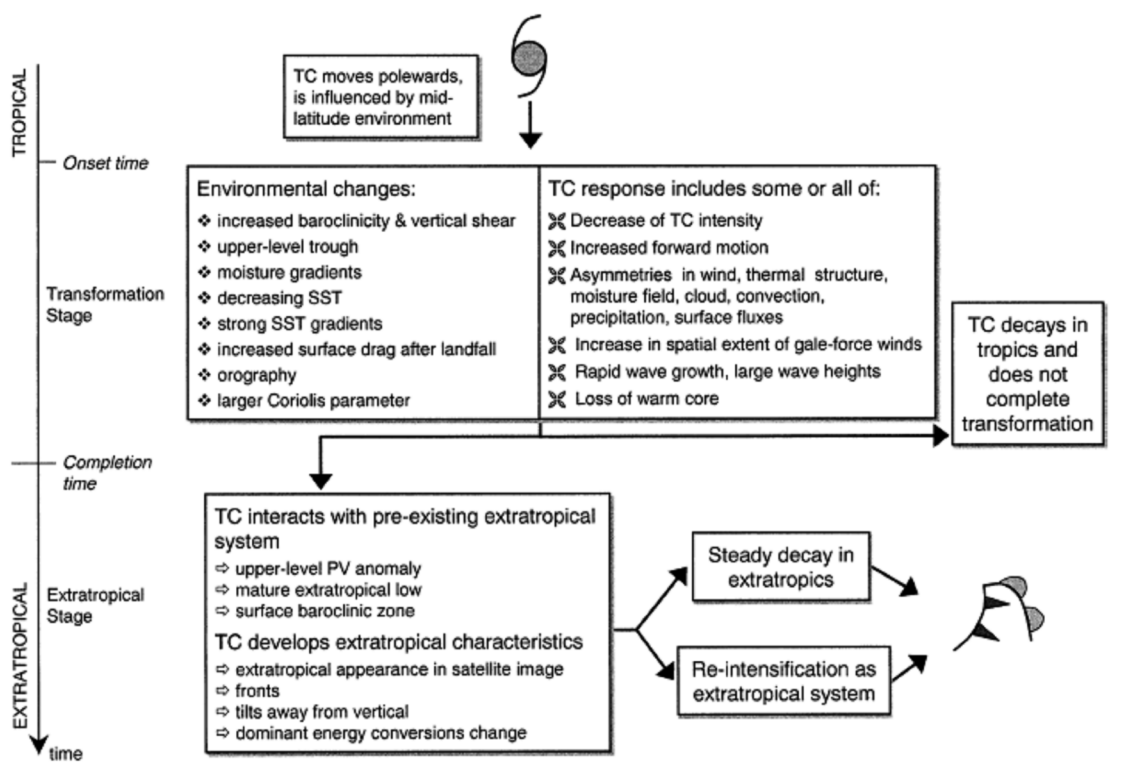 TROPICAL
TC moves polewards,
is influenced by mid-
latitude environment
Onset time
Environmental changes:
increased baroclinicity & vertical shear
upper-level trough
moisture gradients
decreasing SST
strong SST gradients
increased surface drag after landfall
orography
larger Coriolis parameter
TC response includes some or all of:
Decrease of TC intensity
Increased forward motion
Asymmetries in wind, thermal structure,
moisture field, cloud, convection,
precipitation, surface fluxes
Increase in spatial extent of gale-force winds
Rapid wave growth, large wave heights
Loss of warm core
Transformation
Stage
TC decays in
tropics and
does not
complete
transformation
Completion
time
TC interacts with pre-existing extratropical
system
upper-level PV anomaly
mature extratropical low
surface baroclinic zone
TC develops extratropical characteristics
extratropical appearance in satellite image
fronts
tilts away from vertical
dominant energy conversions change
Extratropical
Stage
EXTRATROPICAL
Steady decay in
extratropics
Re-intensification as
extratropical system
time